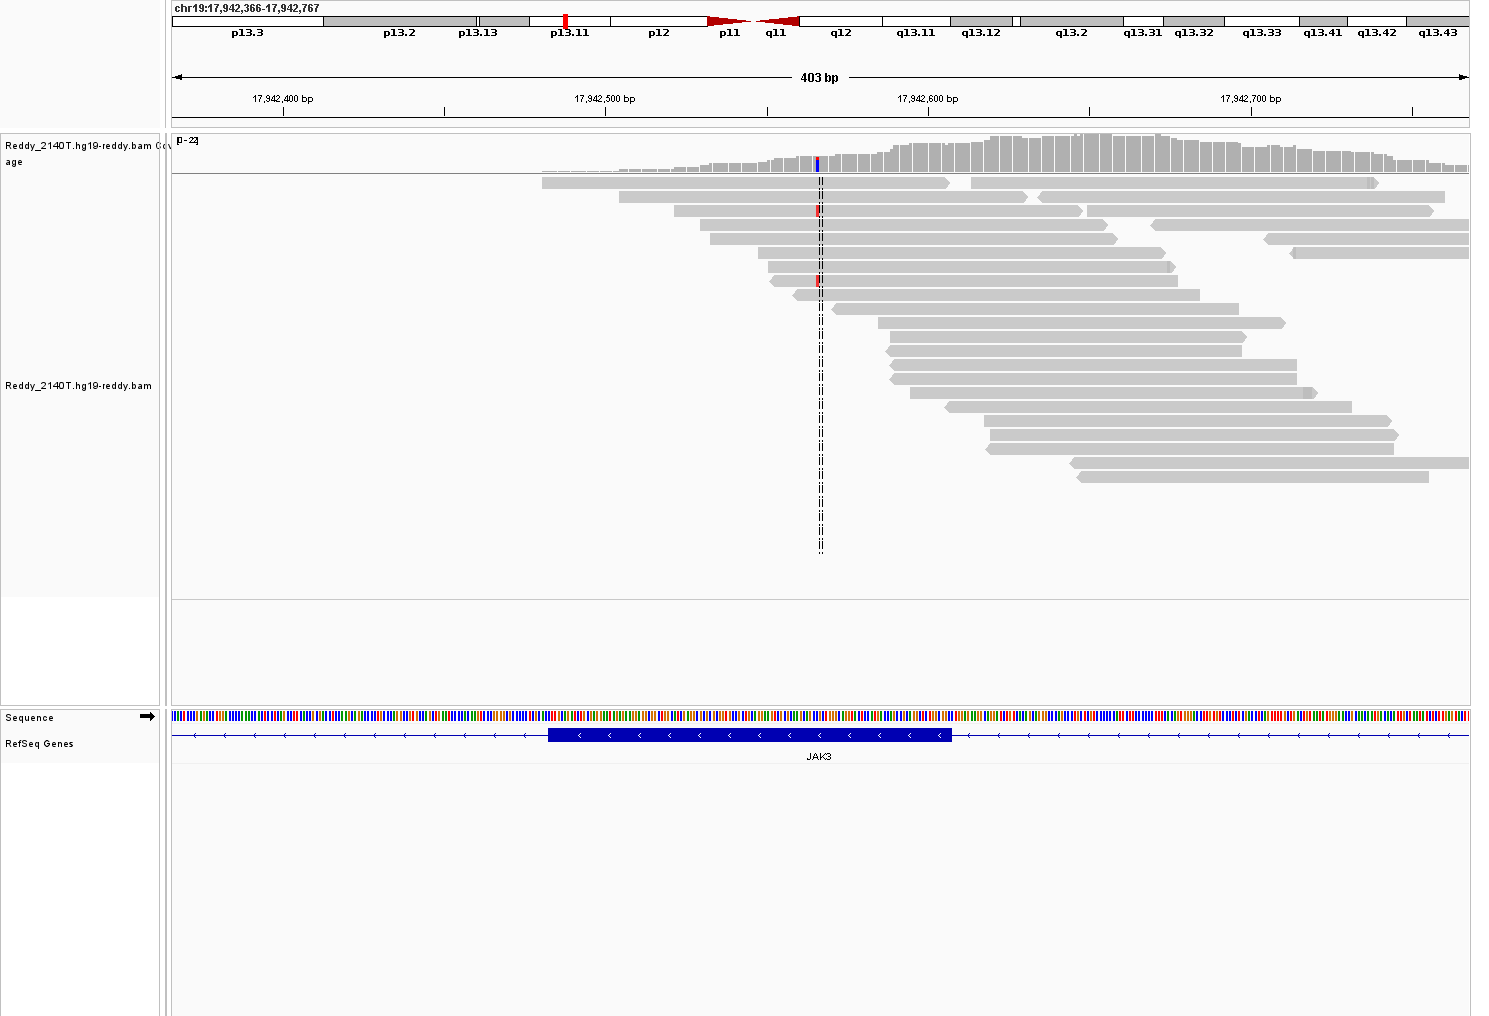 chr19:17,942,366-17,942,767
p13.3 p13.2 p13.13 p13.11 p12 p11 q11 q12 q13.11 q13.12 q13.2 q13.31 q13.32 q13.33 q13.41 q13.42 q13.43
403 bp
17,942,400 bp 17,942,500 bp 17,942,600 bp 17,942,700 bp
Reddy_2140T.hg19-reddy.bam Cov
age
[0 - 22]
Reddy_2140T.hg19-reddy.bam
Sequence
RefSeq Genes
JAK3